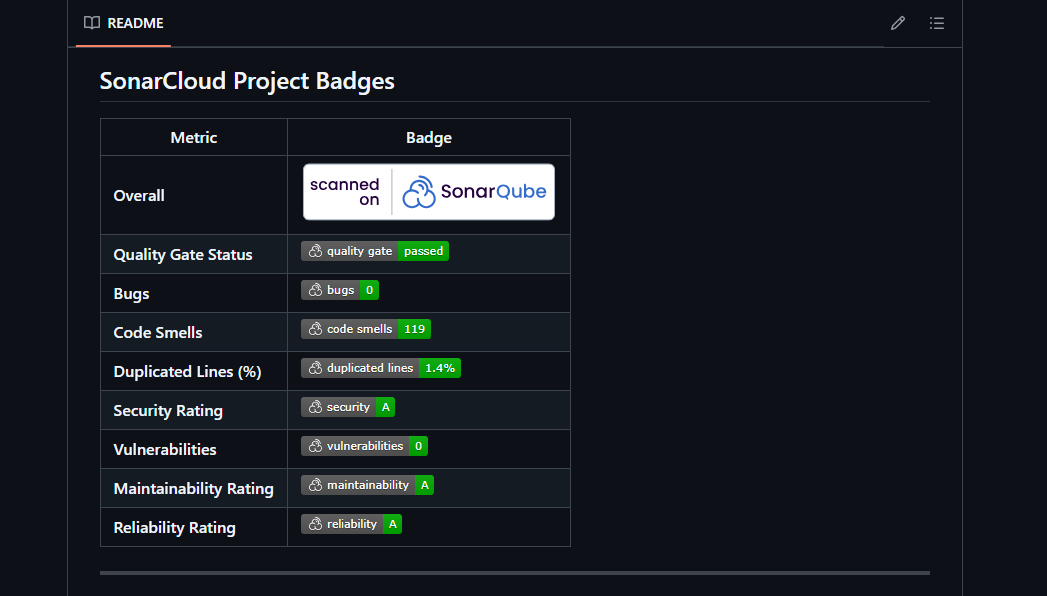 README
SonarCloud Project Badges
Metric Badge
Overall scanned on SonarQube
Quality Gate Status quality gate passed
Bugs bugs 0
Code Smells code smells 119
Duplicated Lines (%) duplicated lines 1.4%
Security Rating security A
Vulnerabilities vulnerabilities 0
Maintainability Rating maintainability A
Reliability Rating reliability A